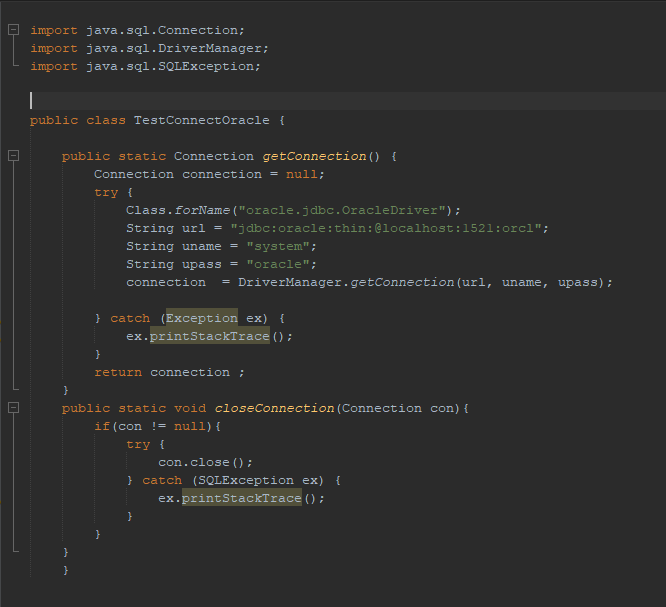 import java.sql.Connection;
import java.sql.DriverManager;
import java.sql.SQLException;
public class TestConnectOracle {
public static Connection getConnection() {
Connection connection = null;
try {
Class.forName("oracle.jdbc.OracleDriver");
String url = "jdbc:oracle:thin:@localhost:1521:orcl";
String uname = "system";
String upass = "oracle";
connection  = DriverManager.getConnection(url, uname, upass);
} catch (Exception ex) {
ex.printStackTrace();
}
return connection ;
}
public static void closeConnection(Connection con){
if(con != null){
try {
con.close();
} catch (SQLException ex) {
ex.printStackTrace();
}
}
}
}